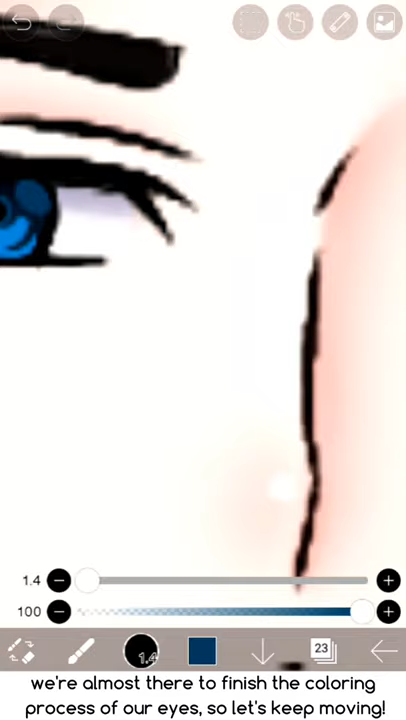 1.4
100
1.4
23
we're almost there to finish the coloring
process of our eyes, so let's keep moving!